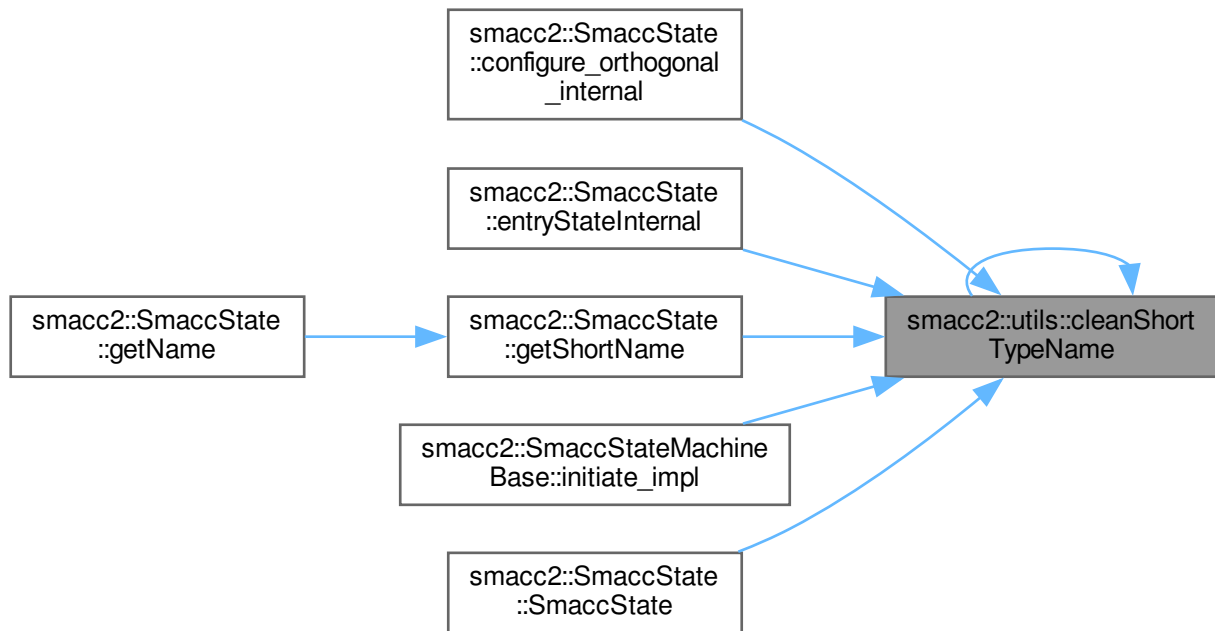 smacc2::SmaccState
::configure_orthogonal
_internal
smacc2::SmaccState
::entryStateInternal
smacc2::SmaccState
::getName
smacc2::SmaccState
::getShortName
smacc2::utils::cleanShort
TypeName
smacc2::SmaccStateMachine
Base::initiate_impl
smacc2::SmaccState
::SmaccState